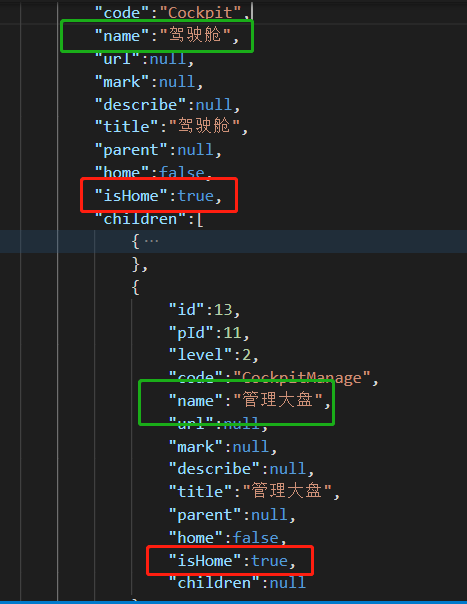 "code":"Cockpit",
"name":"驾驶舱",
"url":null,
"mark":null,
"describe":null,
"title":"驾驶舱",
"parent":null,
"home":false,
"isHome":true,
"children":[
{ ···
},
{
"id":13,
"pId":11,
"level":2,
"code":"CockpitManage",
"name":"管理大盘",
"url":null,
"mark":null,
"describe":null,
"title":"管理大盘",
"parent":null,
"home":false,
"isHome":true,
"children":null